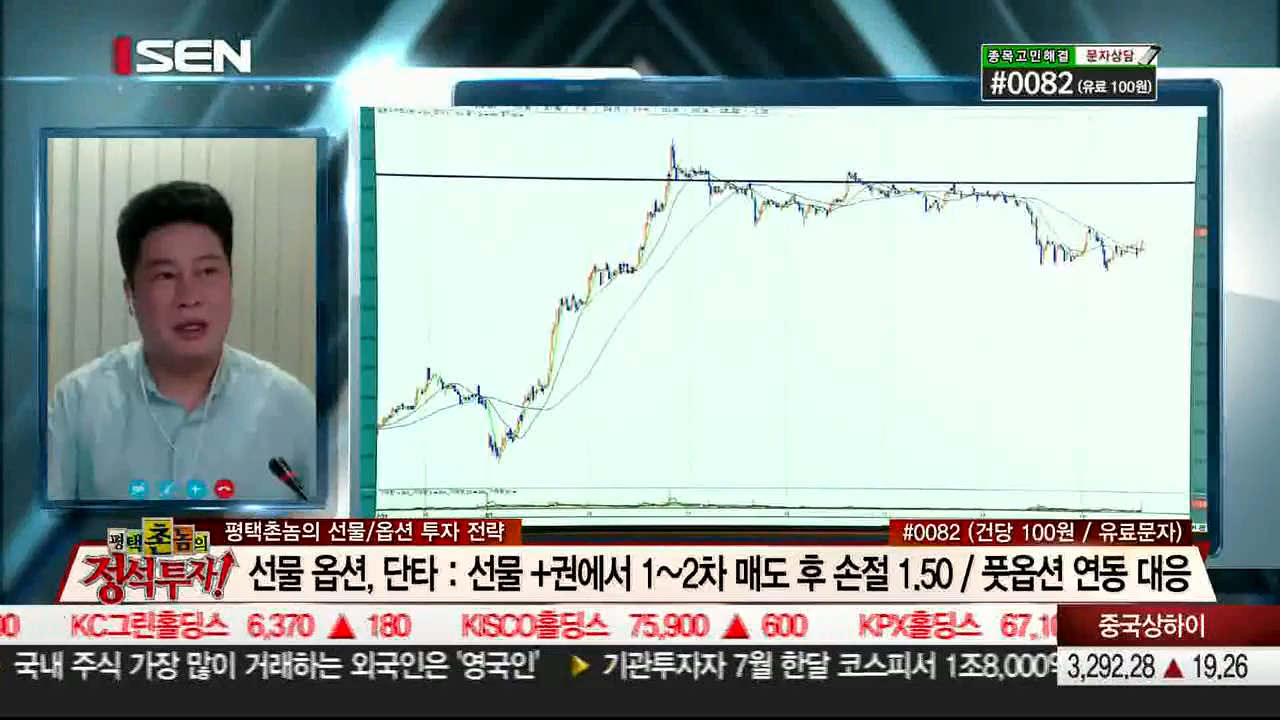 SEN
종목고민해결 문자상담
#0082 (유료 100원)
평택촌놈의
정석투자!
평택촌놈의 선물/옵션 투자 전략
#0082 (건당 100원 / 유료문자)
선물 옵션, 단타 : 선물 +권에서 1~2차 매도 후 손절 1.50 / 풋옵션 연동 대응
KC그린홀딩스 6,370 ▲ 180 KISCO홀딩스 75,900 ▲ 600 KPX홀딩스 67,1
중국상하이
국내 주식 가장 많이 거래하는 외국인은 '영국인' ▶ 기관투자자 7월 한달 코스피서 1조8,000
3,292.28 ▲ 19.26